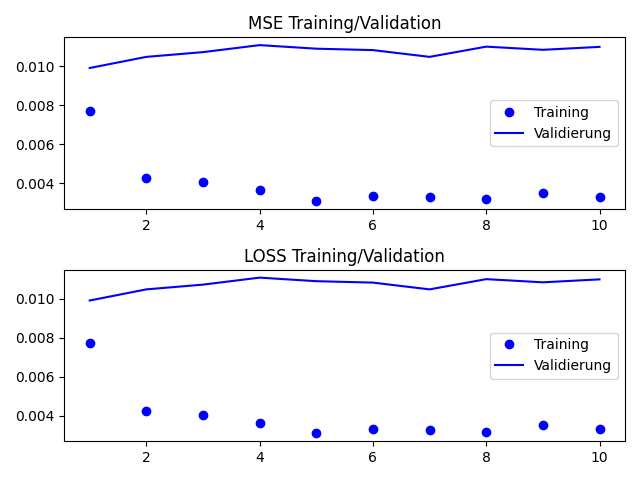 MSE Training/Validation
0.010
0.008
0.006
0.004
Training
Validierung
2 4 6 8 10
LOSS Training/Validation
0.010
0.008
0.006
0.004
Training
Validierung
2 4 6 8 10